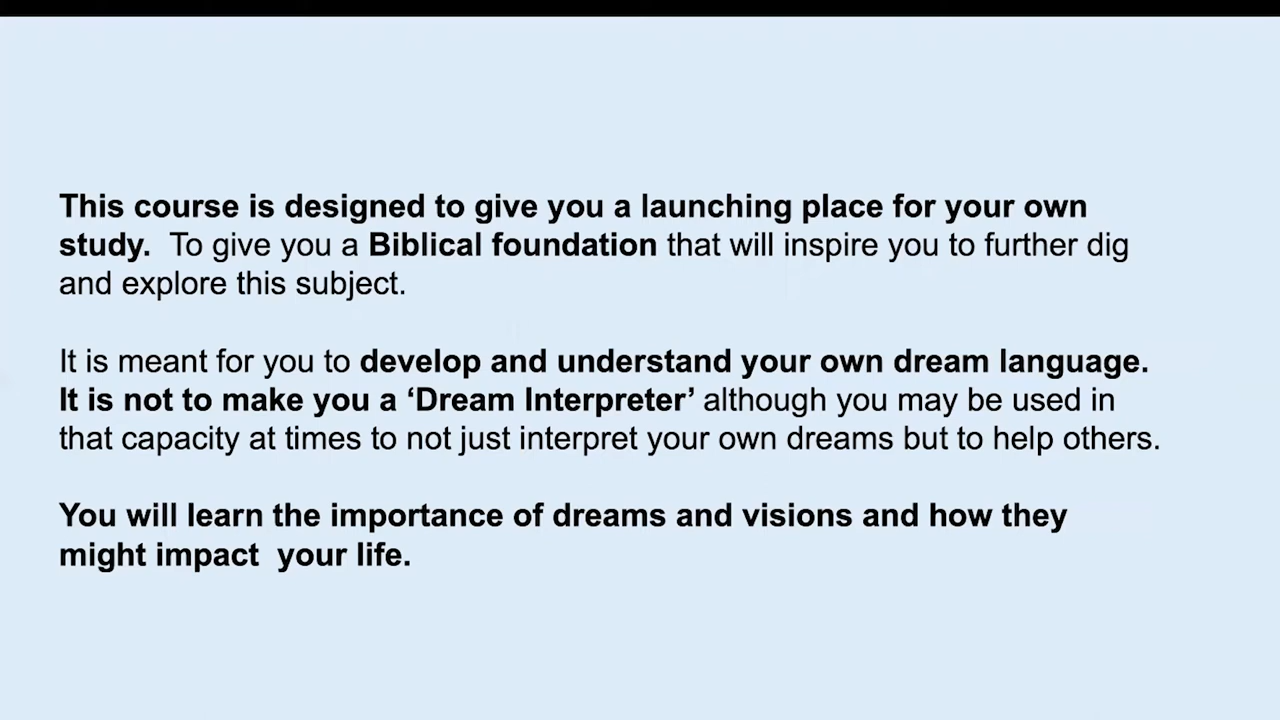 This course is designed to give you a launching place for your own
study.  To give you a Biblical foundation that will inspire you to further dig
and explore this subject.
It is meant for you to develop and understand your own dream language.
It is not to make you a ‘Dream Interpreter’ although you may be used in
that capacity at times to not just interpret your own dreams but to help others.
You will learn the importance of dreams and visions and how they
might impact  your life.